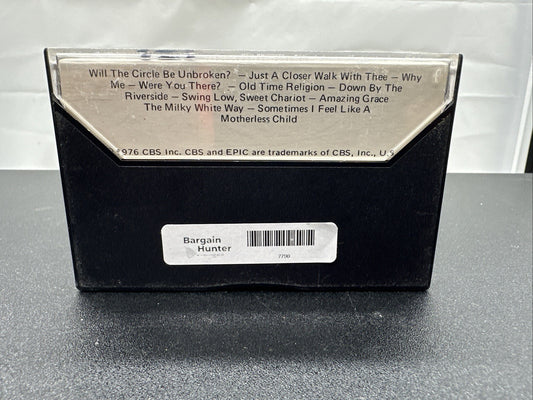 Will The Circle Be Unbroken? — Just A Closer Walk With Thee — Why
Me — Were You There? — Old Time Religion — Down By The
Riverside — Swing Low, Sweet Chariot — Amazing Grace
The Milky White Way — Sometimes I Feel Like A
Motherless Child
1976 CBS Inc. CBS and EPIC are trademarks of CBS, Inc., U.S
Bargain
Hunter
7790